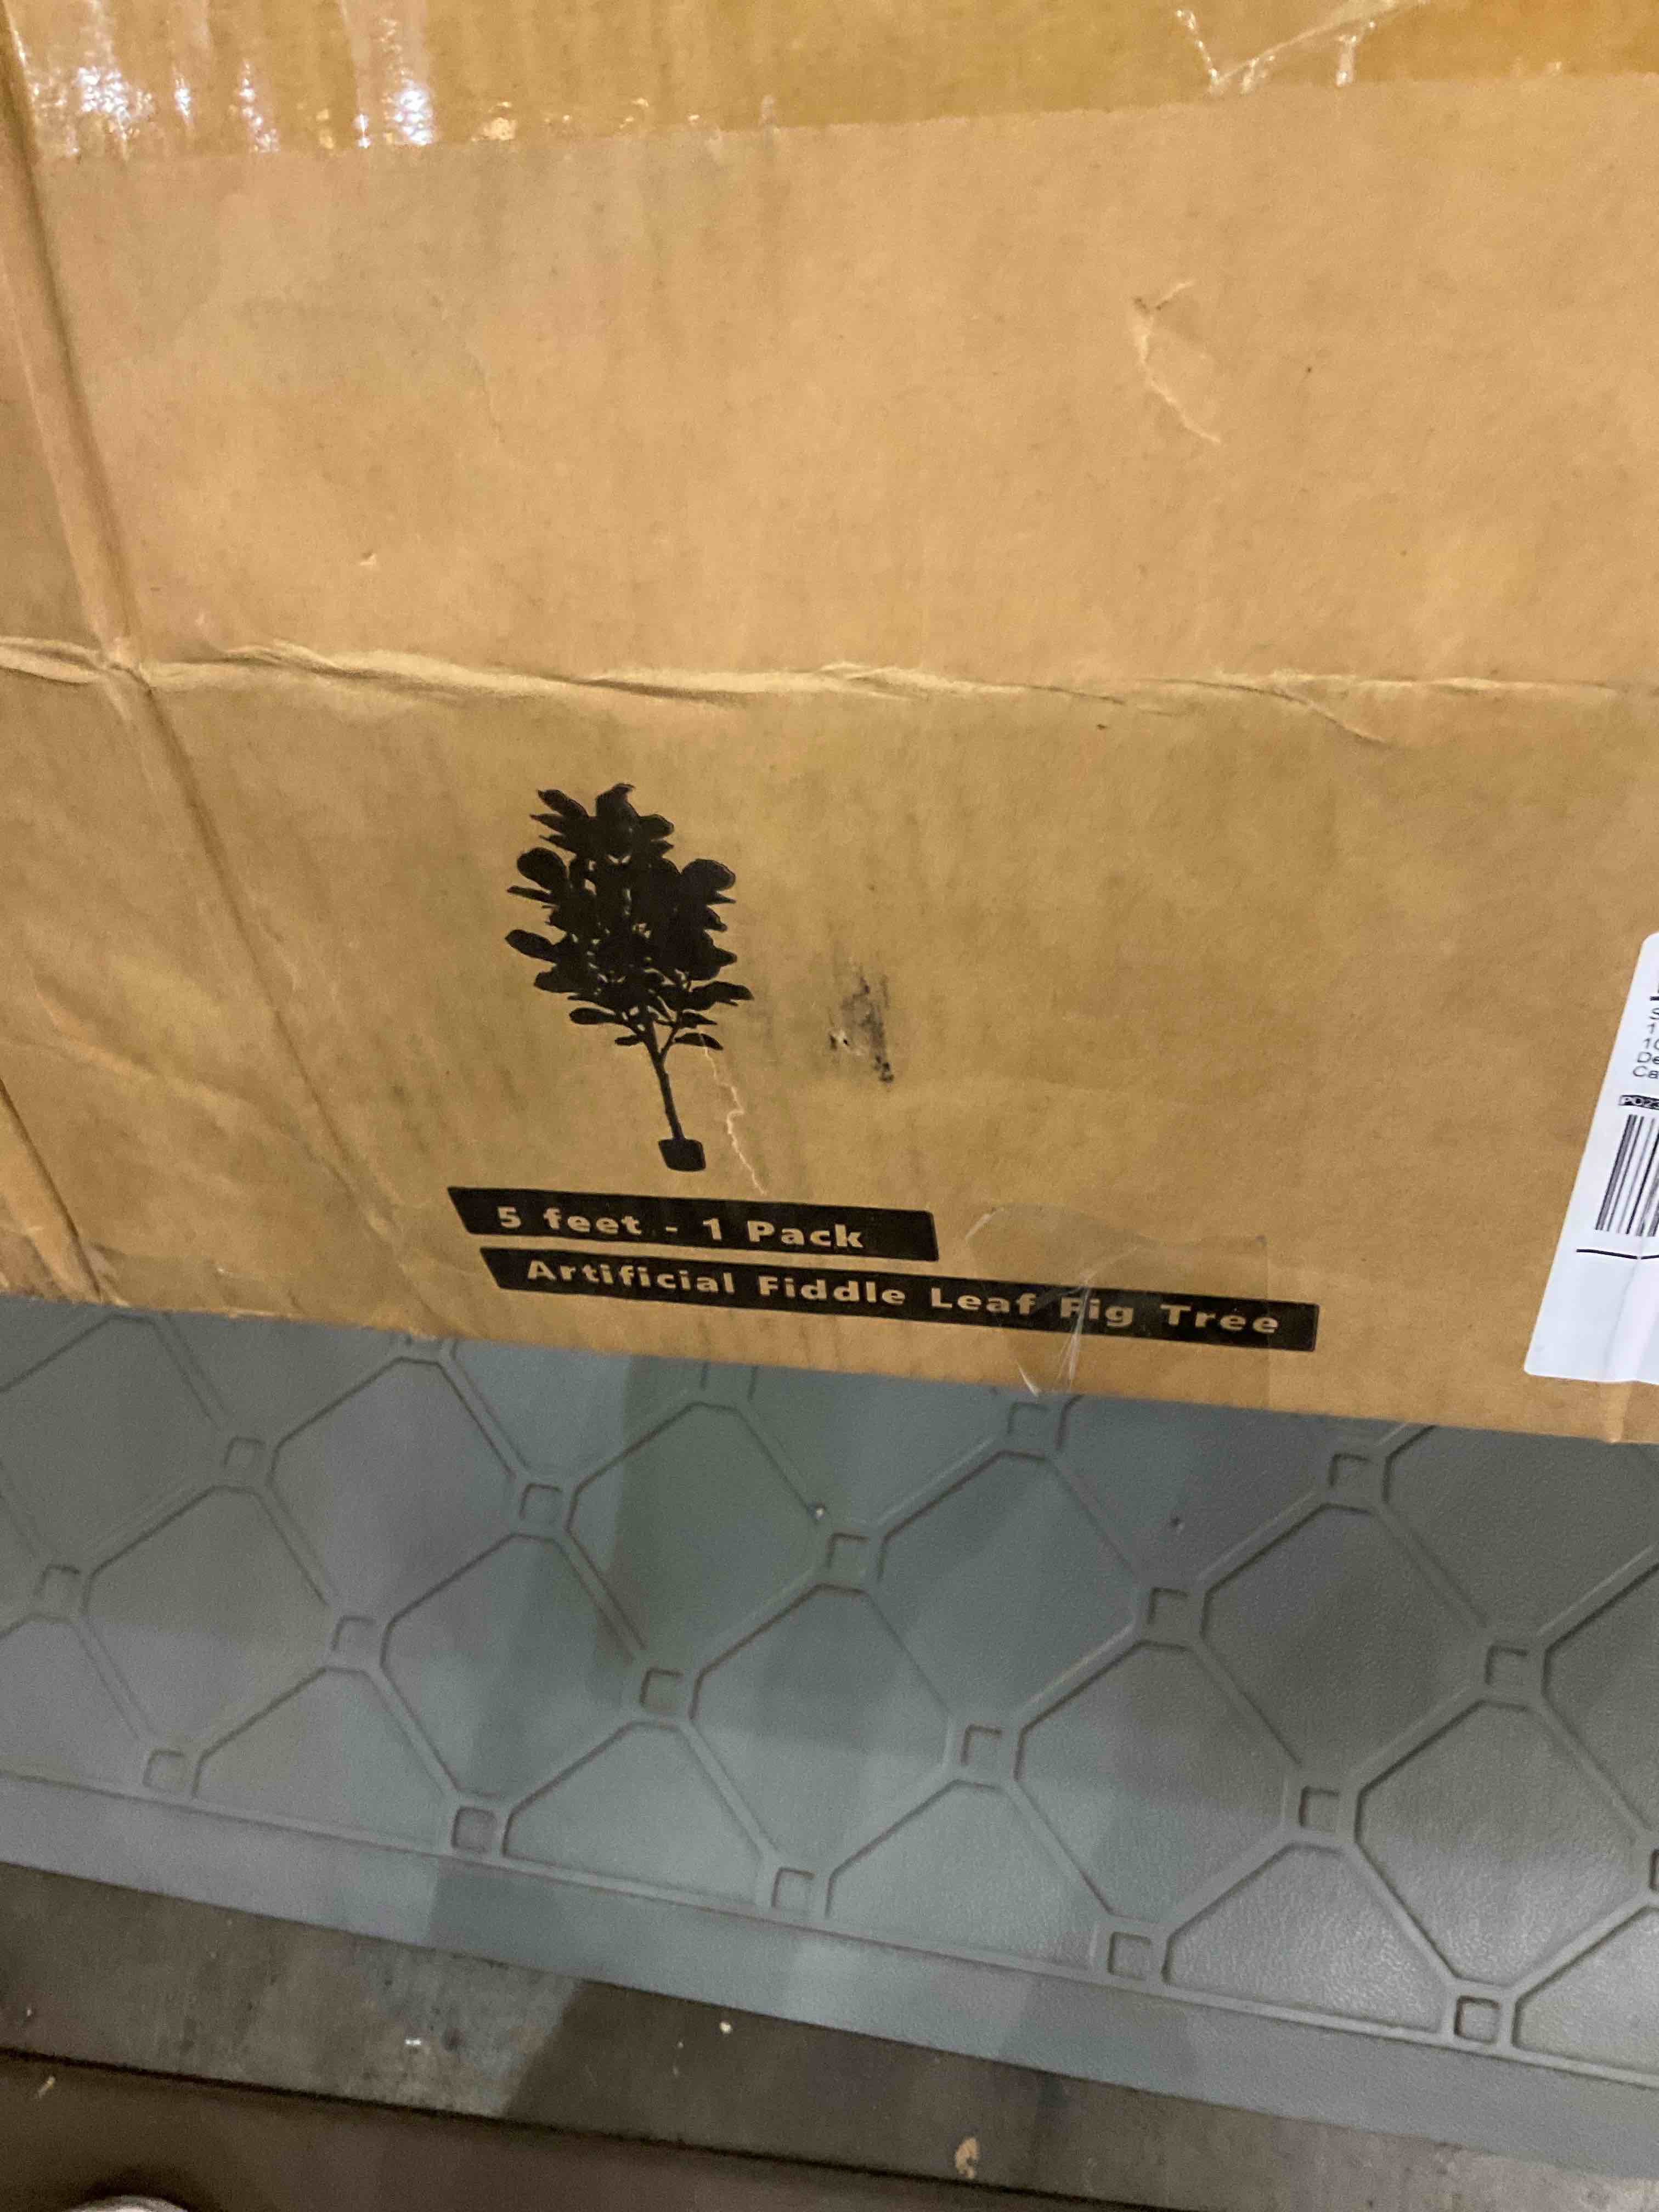 5 feet - 1 Pack
Artificial Fiddle Leaf Fig Tree